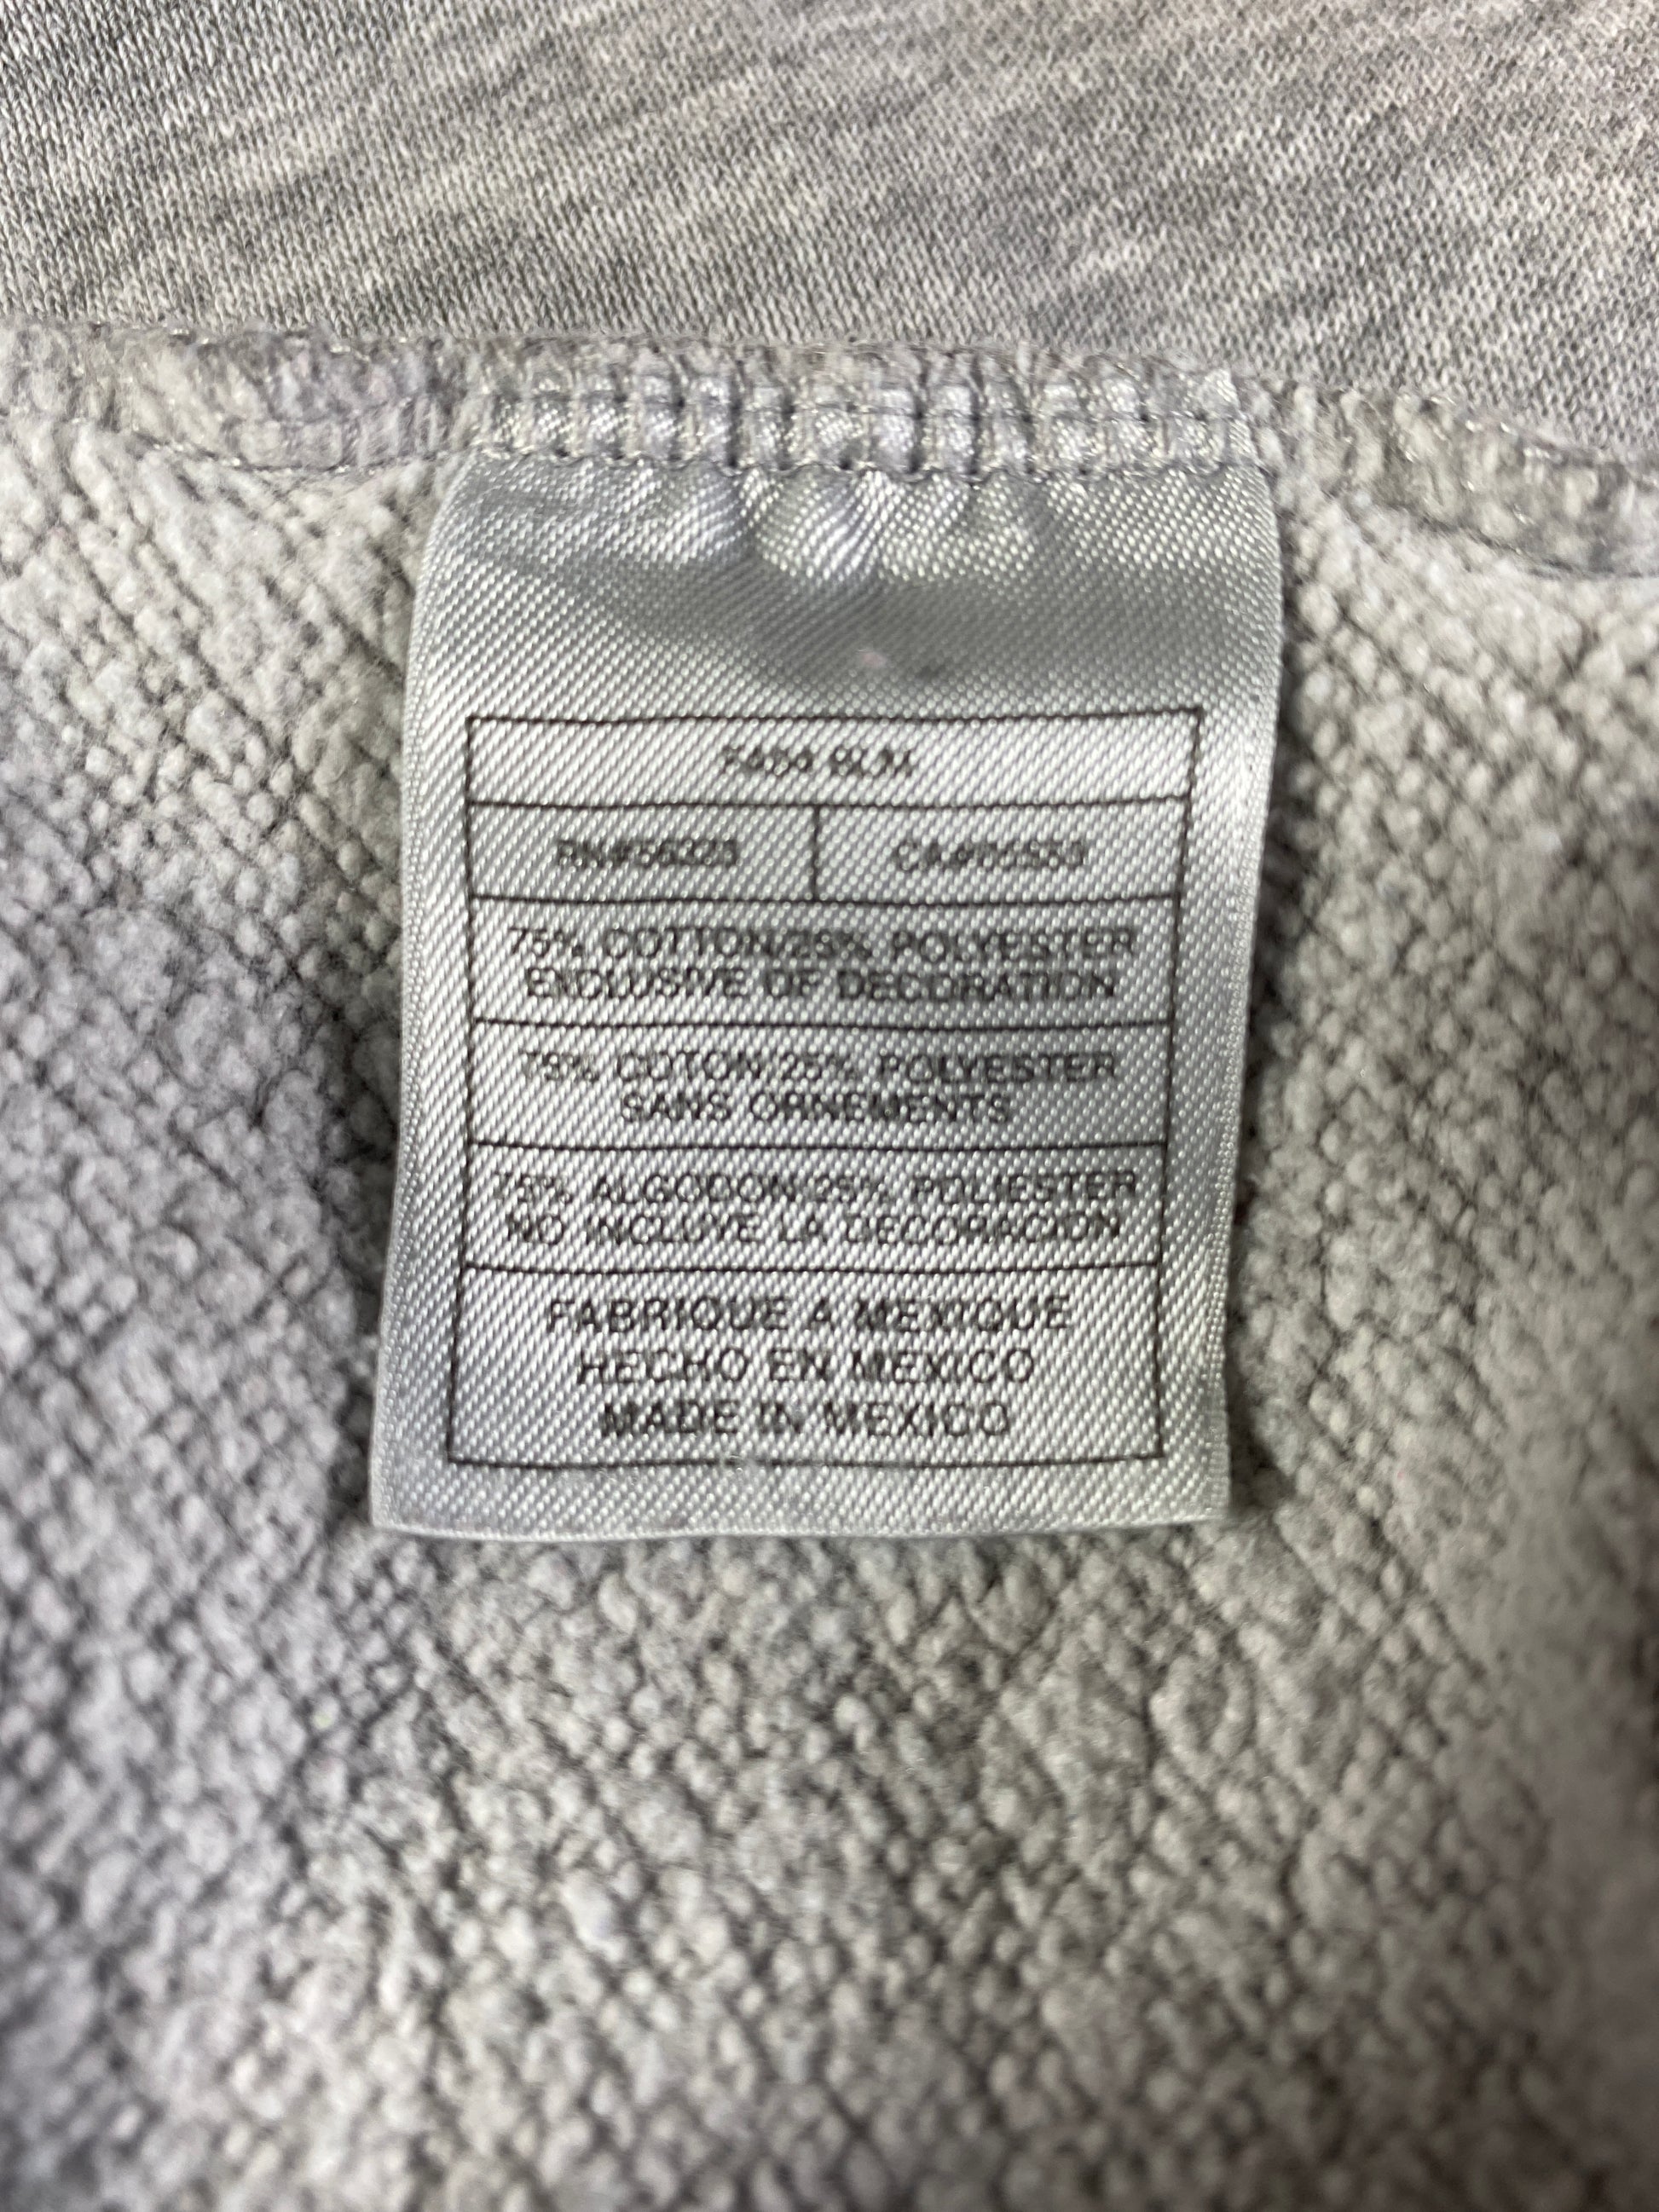 75% COTTON/25% POLYESTER
EXCLUSIVE OF DECORATION
75% COTON/25% POLYESTER
SANS ORNEMENTS
75% ALGODON/25% POLIESTER
NO INCLUYE LA DECORACION
FABRIQUE A MEXIQUE
HECHO EN MEXICO
MADE IN MEXICO